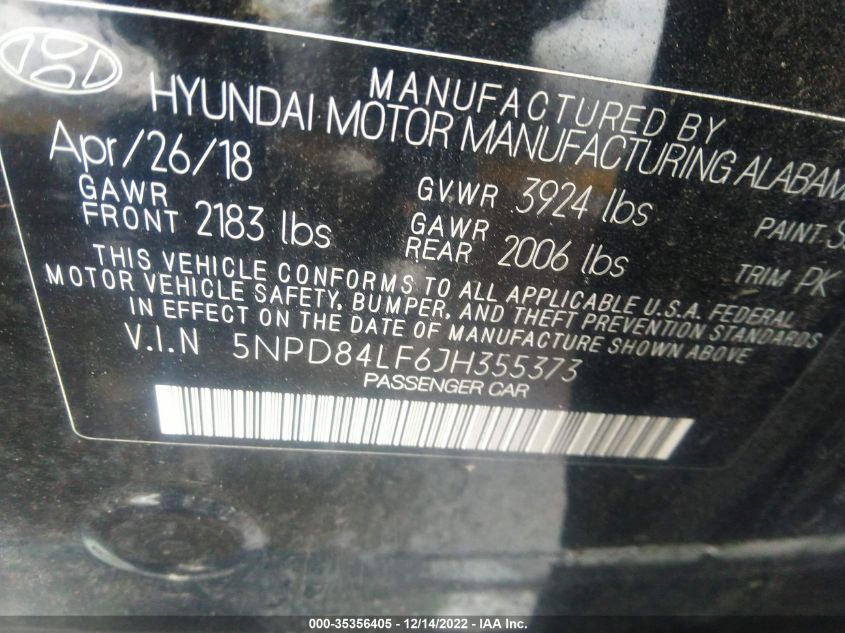 MANUFACTURED BY
HYUNDAI MOTOR MANUFACTURING ALABAM
Apr/26/18
GAWR FRONT 2183 lbs
GVWR 3924 lbs
GAWR REAR 2006 lbs
PAINT
TRIM PK
THIS VEHICLE CONFORMS TO ALL APPLICABLE U.S.A. FEDERAL
MOTOR VEHICLE SAFETY, BUMPER, AND THEFT PREVENTION STANDARDS
IN EFFECT ON THE DATE OF MANUFACTURE SHOWN ABOVE
V.I.N 5NPD84LF6JH355373
PASSENGER CAR
000-35356405 - 12/14/2022 - IAA Inc.